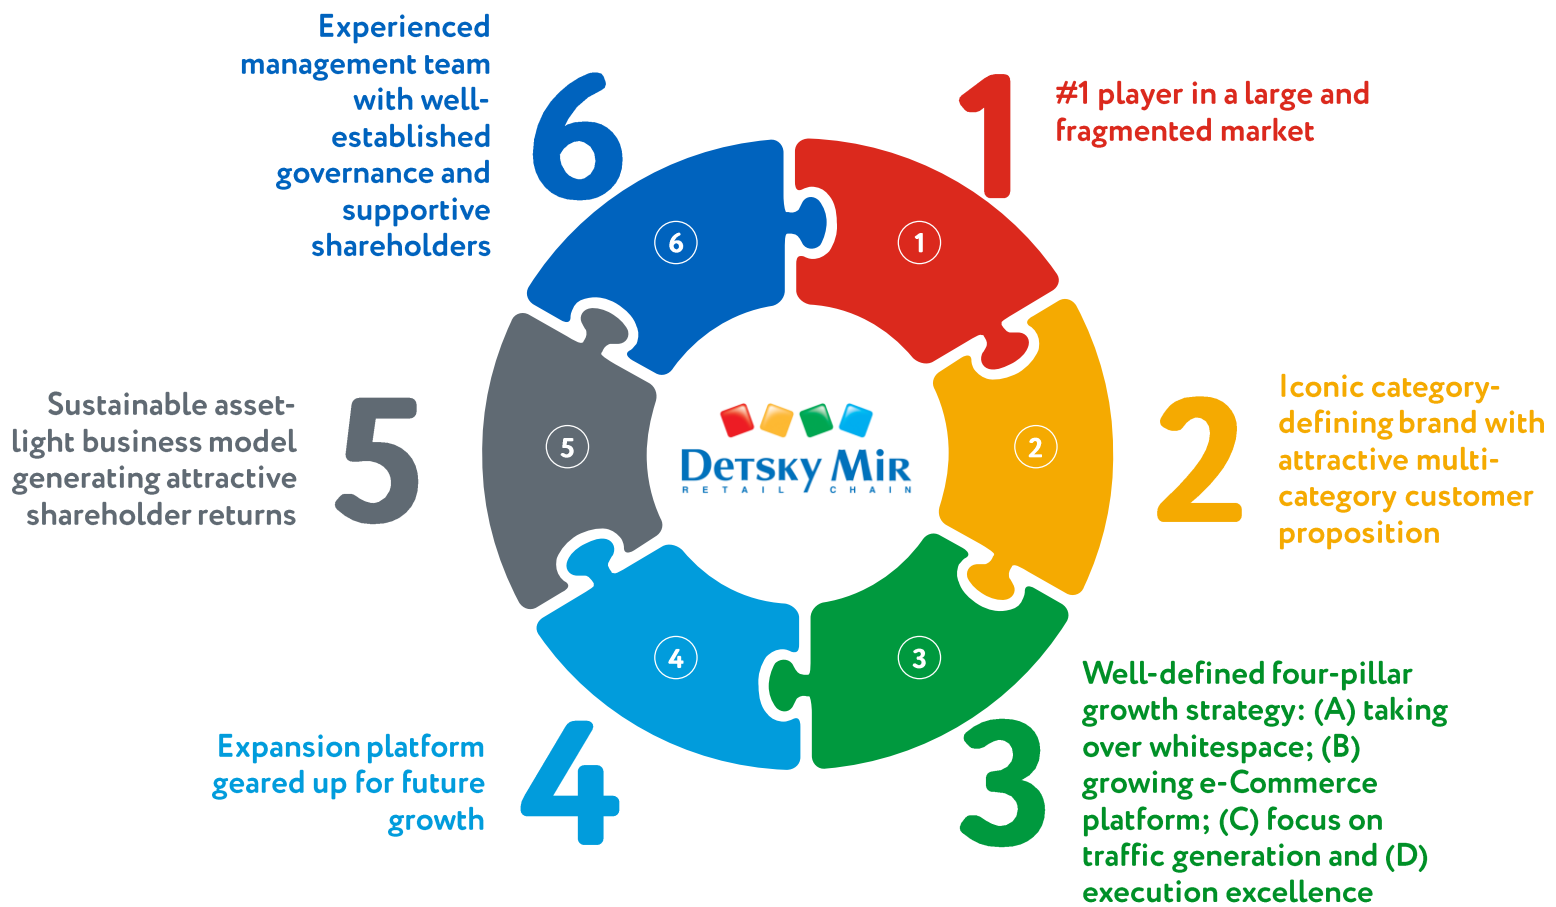 Experienced
management team
with well-
established
governance and
supportive
shareholders
6
1
#1 player in a large and
fragmented market
6
1
Sustainable asset-
light business model
generating attractive
shareholder returns
5
5
DETSKY MIR
RETAIL CHAIN
2
2
Iconic category-
defining brand with
attractive multi-
category customer
proposition
4
3
Expansion platform
geared up for future
growth
4
3
Well-defined four-pillar
growth strategy: (A) taking
over whitespace; (B)
growing e-Commerce
platform; (C) focus on
traffic generation and (D)
execution excellence